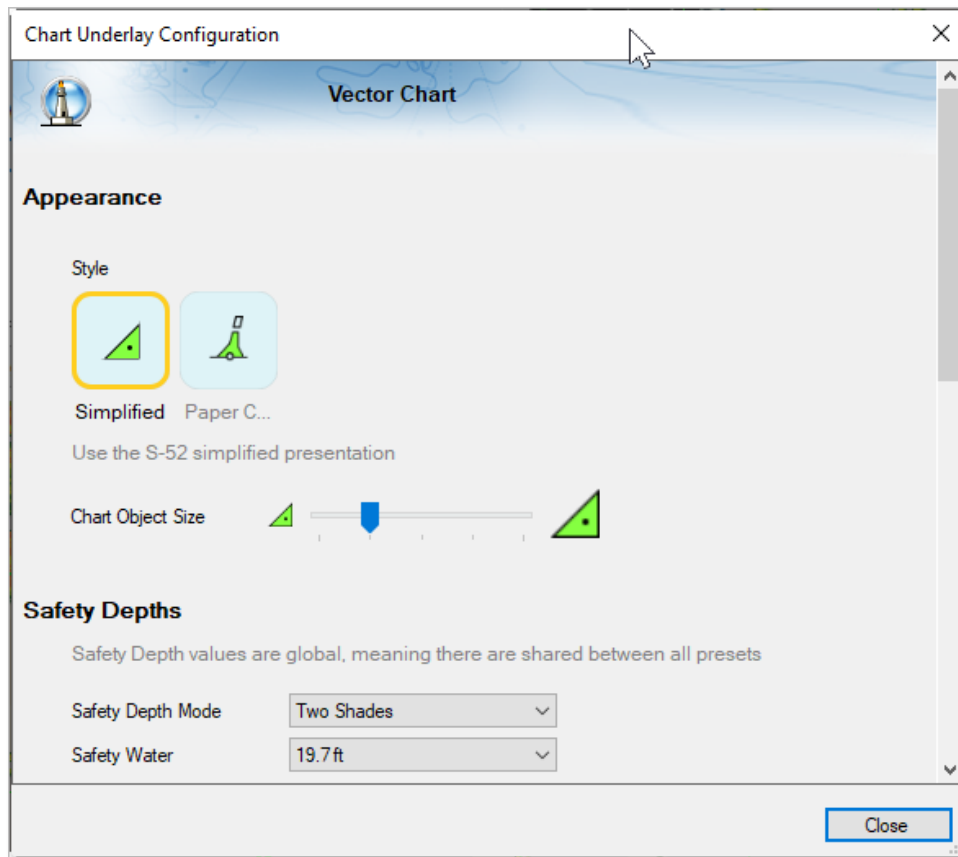 Chart Underlay Configuration
Vector Chart
Appearance
Style
Simplified Paper C...
Use the S-52 simplified presentation
Chart Object Size
Safety Depths
Safety Depth values are global, meaning there are shared between all presets
Safety Depth Mode Two Shades
Safety Water 19.7ft
Close